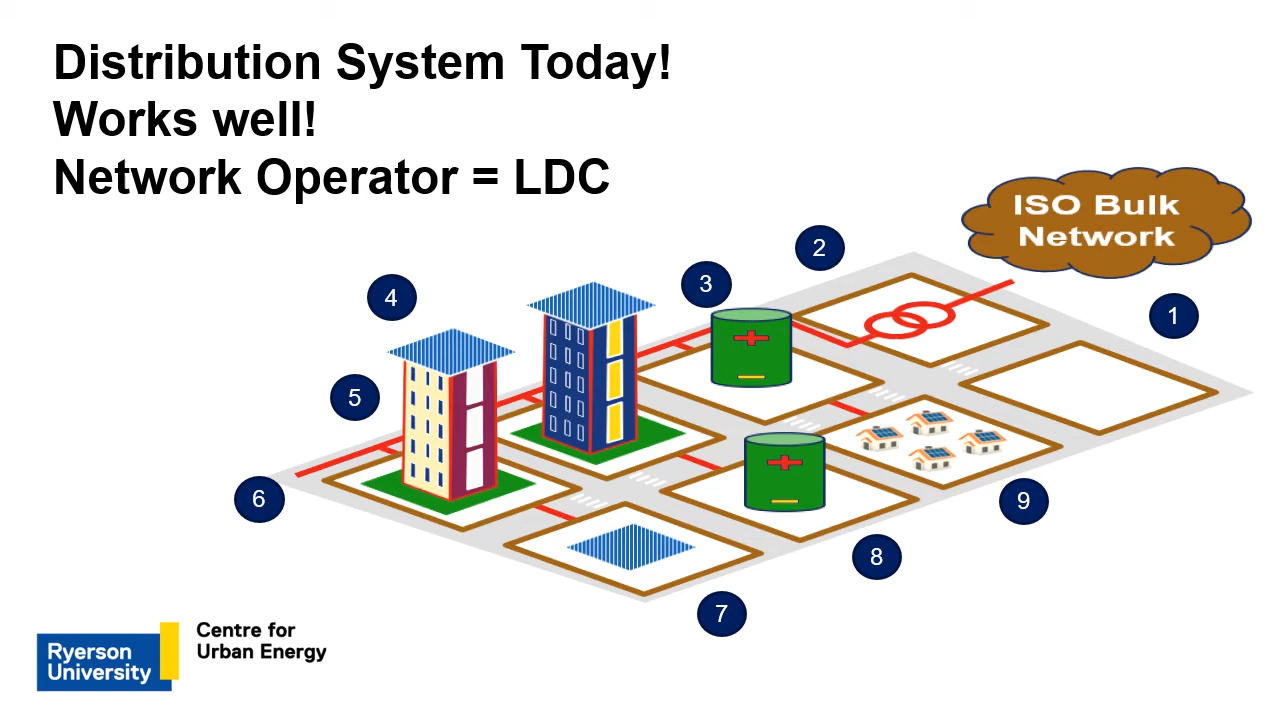 Distribution System Today!
Works well!
Network Operator = LDC
ISO Bulk
Network
2
3
1
4
5
6
9
8
7
Ryerson
University
Centre for
Urban Energy